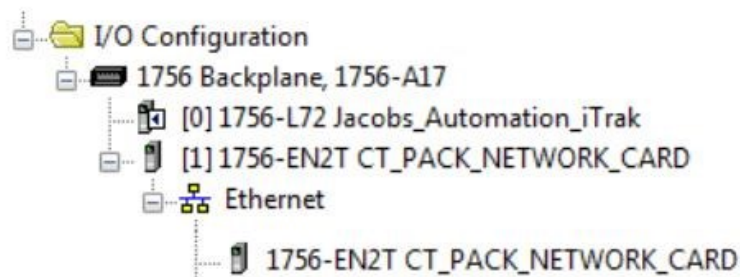 I/O Configuration
1756 Backplane, 1756-A17
[0] 1756-L72 Jacobs_Automation_iTrak
[1] 1756-EN2T CT_PACK_NETWORK_CARD
Ethernet
1756-EN2T CT_PACK_NETWORK_CARD